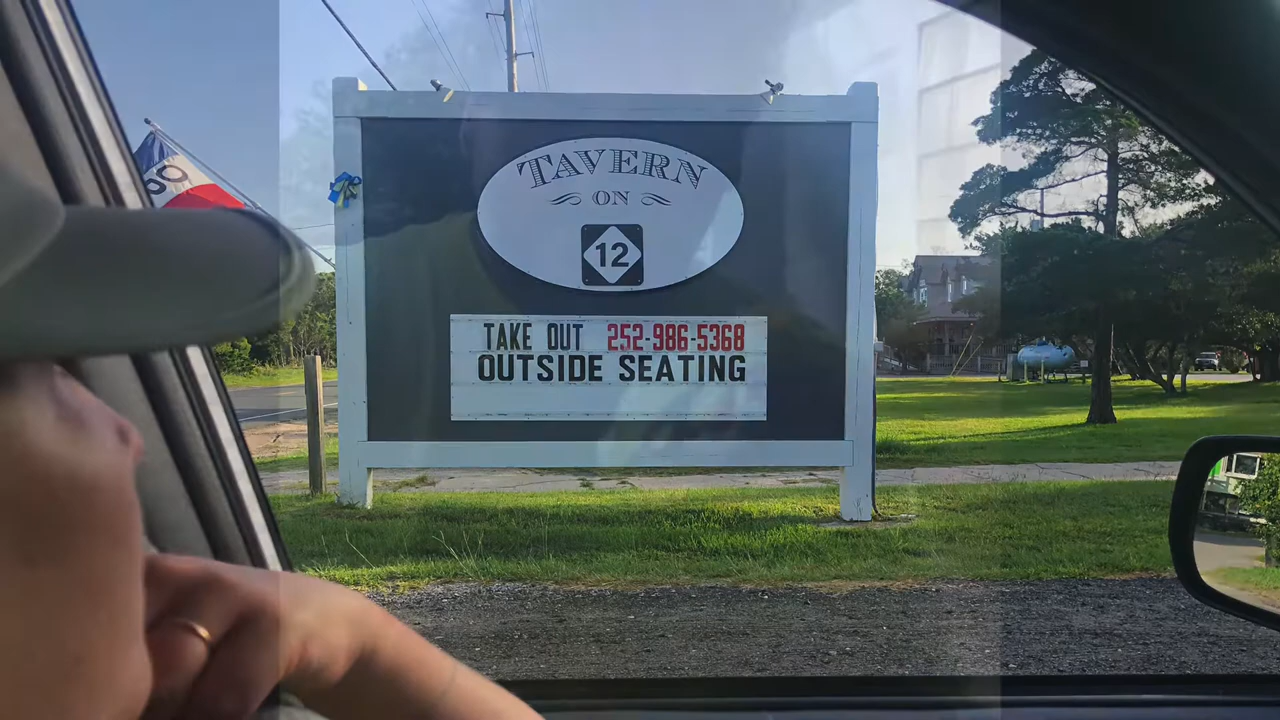 TAVERN
ON
12
TAKE OUT 252-986-5368
OUTSIDE SEATING